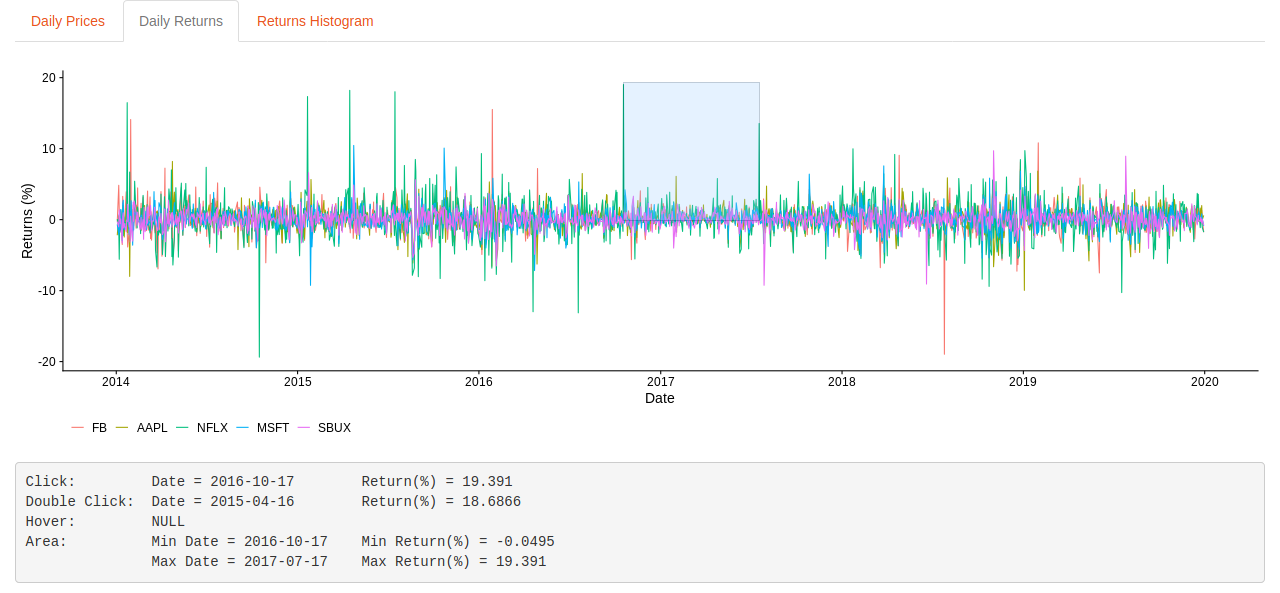 Daily Prices Daily Returns Returns Histogram
20
10
0
-10
-20
Returns (%)
2014 2015 2016 2017 2018 2019 2020
Date
FB AAPL NFLX MSFT SBUX
Click: Date = 2016-10-17 Return(%) = 19.391
Double Click: Date = 2015-04-16 Return(%) = 18.6866
Hover: NULL
Area: Min Date = 2016-10-17 Min Return(%) = -0.0495
Max Date = 2017-07-17 Max Return(%) = 19.391